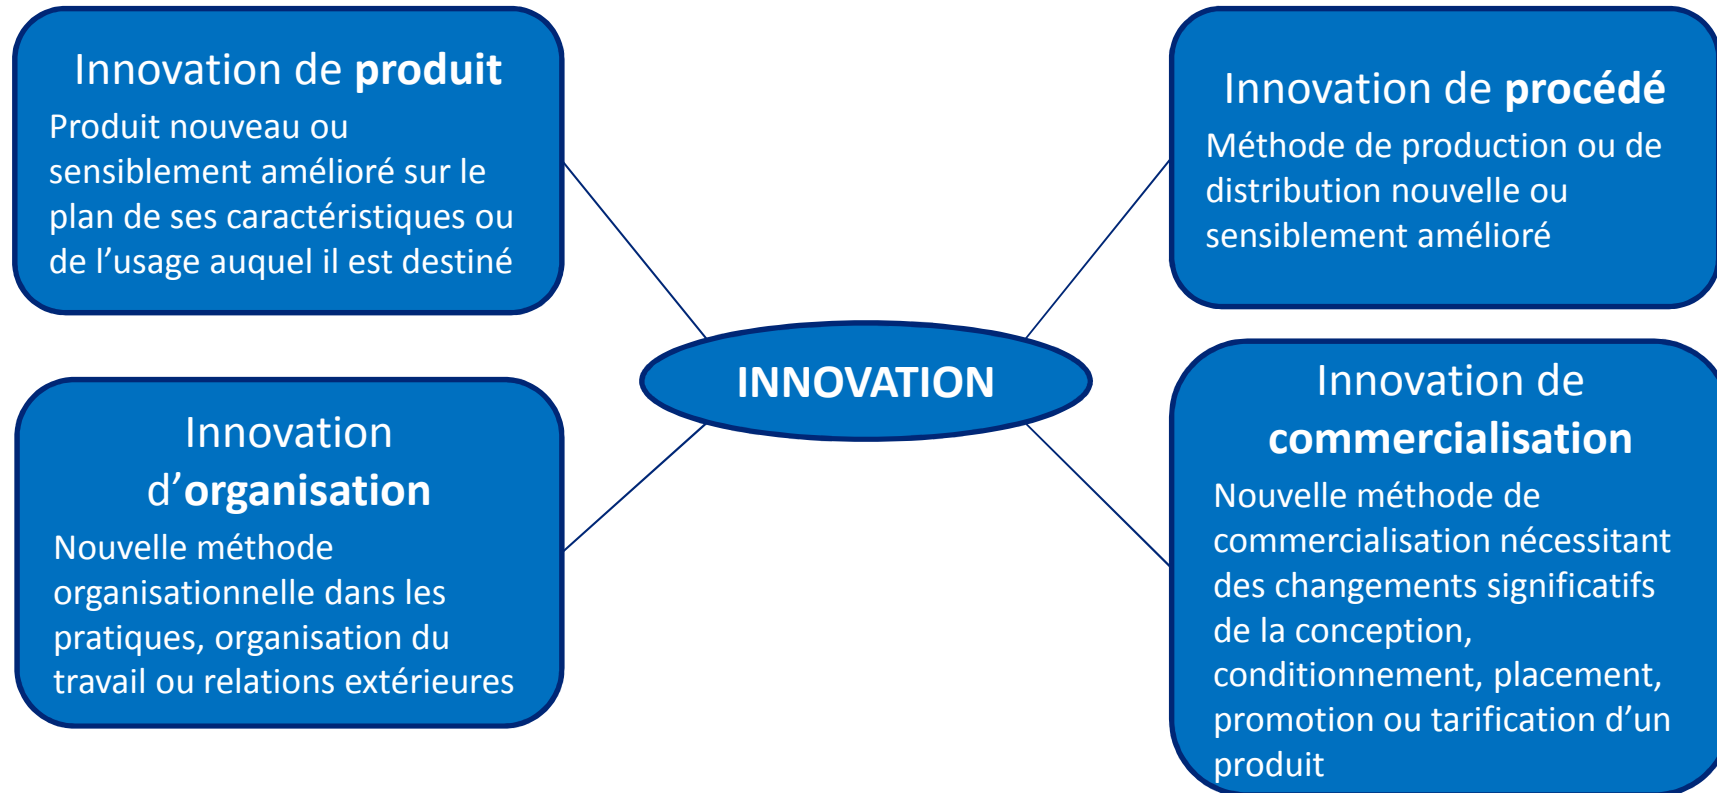 Innovation de produit
Produit nouveau ou
sensiblement amélioré sur le
plan de ses caractéristiques ou
de l’usage auquel il est destiné
Innovation de procédé
Méthode de production ou de
distribution nouvelle ou
sensiblement amélioré
INNOVATION
Innovation
d’organisation
Nouvelle méthode
organisationnelle dans les
pratiques, organisation du
travail ou relations extérieures
Innovation de
commercialisation
Nouvelle méthode de
commercialisation nécessitant
des changements significatifs
de la conception,
conditionnement, placement,
promotion ou tarification d’un
produit